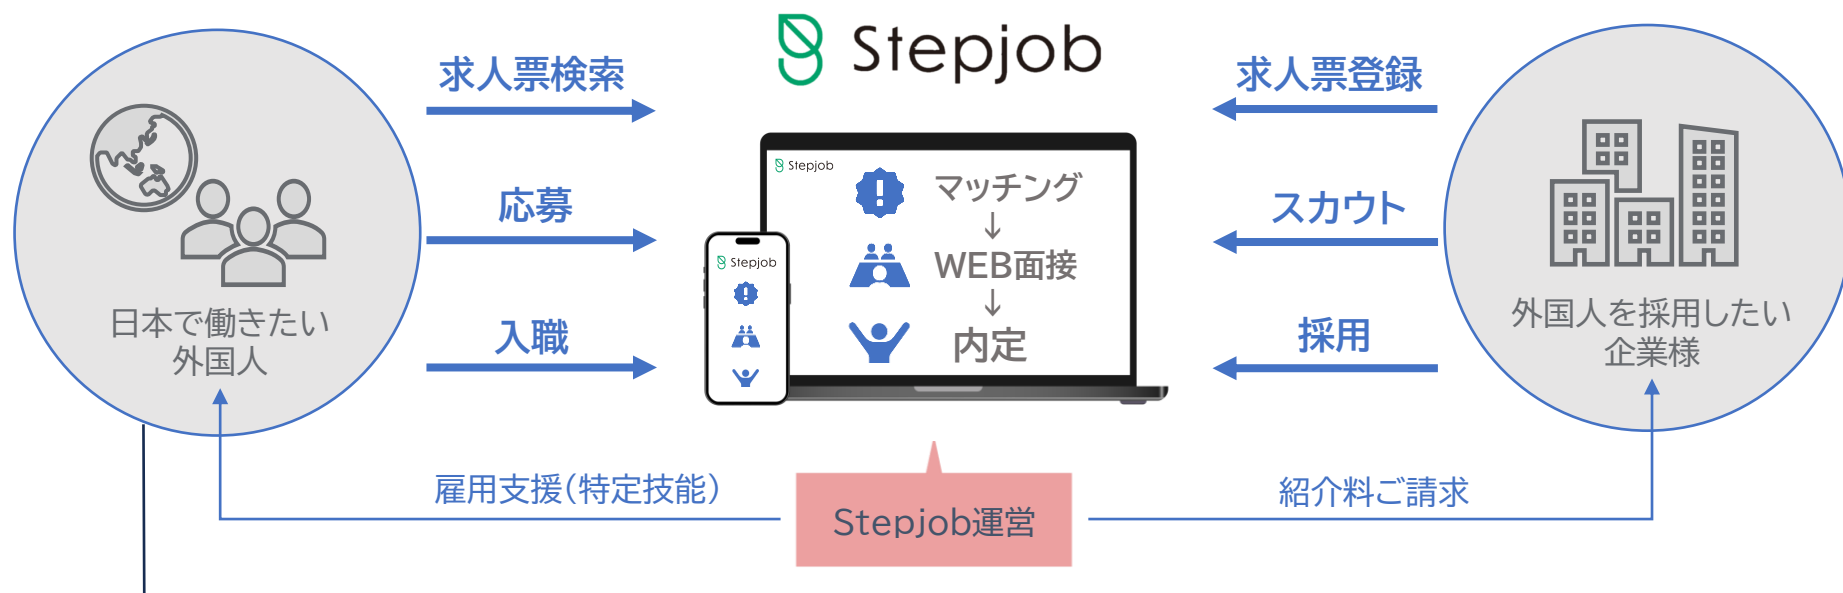 Stepjob
求人票検索
応募
入職
日本で働きたい
外国人
Stepjob
マッチング
↓
WEB面接
↓
内定
Stepjob
求人票登録
スカウト
採用
外国人を採用したい
企業様
雇用支援(特定技能)
Stepjob運営
紹介料ご請求